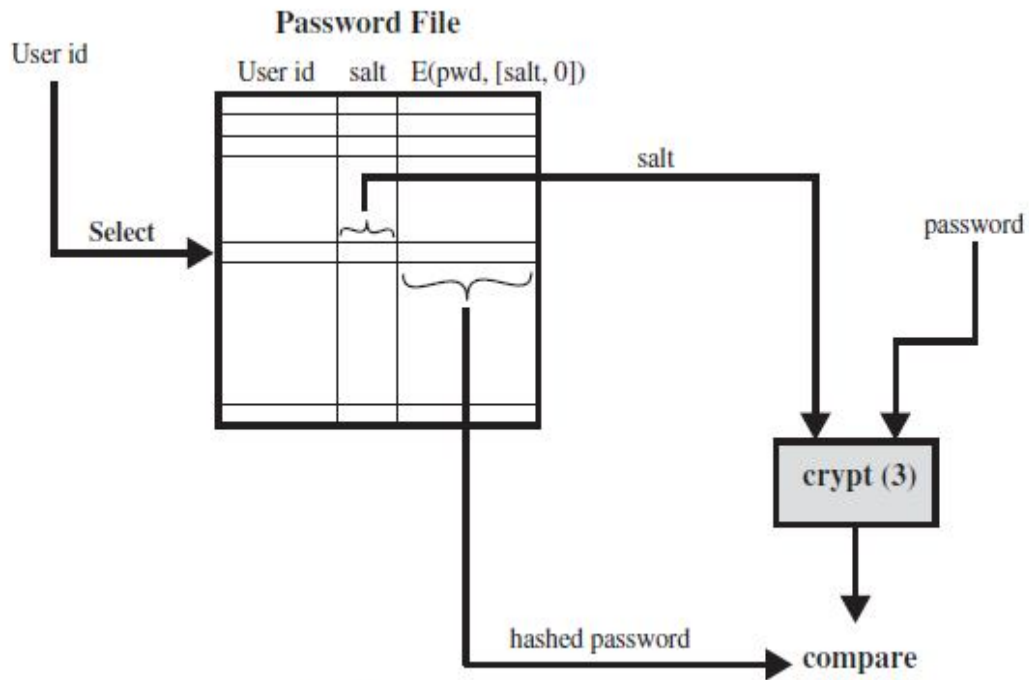 Password File
User id
User id salt E(pwd, [salt, 0])
salt
Select
password
crypt (3)
hashed password
compare